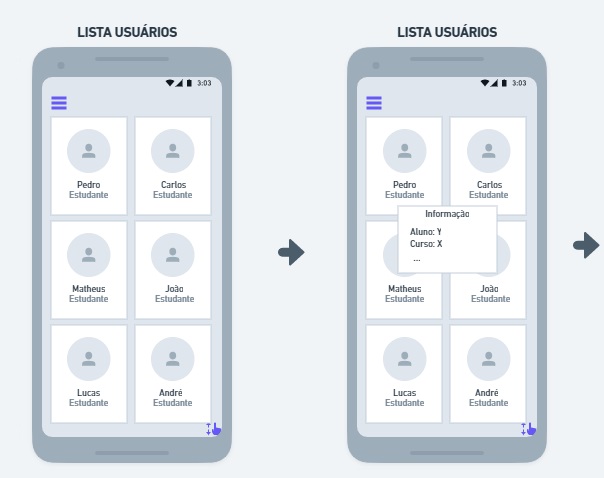 LISTA USUÁRIOS
3:03
Pedro
Estudante
Carlos
Estudante
Matheus
Estudante
João
Estudante
Lucas
Estudante
André
Estudante
LISTA USUÁRIOS
3:03
Pedro
Estudante
Carlos
Estudante
Informação
Aluno: Y
Curso: X
...
Matheus
Estudante
João
Estudante
Lucas
Estudante
André
Estudante